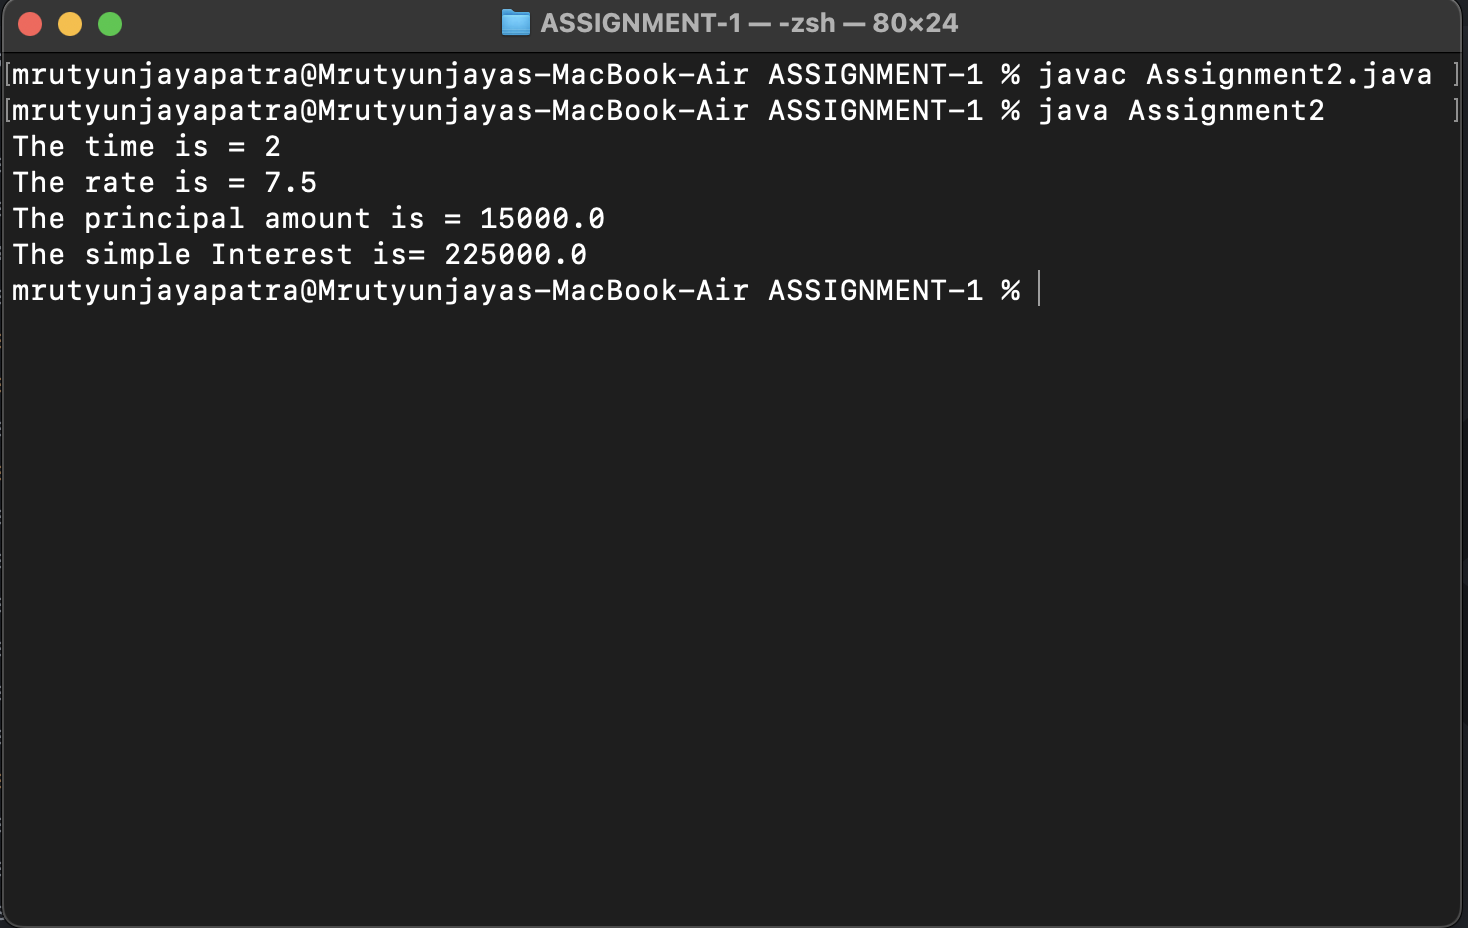 ASSIGNMENT-1 — -zsh — 80×24
[mrutyunjayapatra@Mrutyunjayas-MacBook-Air ASSIGNMENT-1 % javac Assignment2.java ]
[mrutyunjayapatra@Mrutyunjayas-MacBook-Air ASSIGNMENT-1 % java Assignment2 ]
The time is = 2
The rate is = 7.5
The principal amount is = 15000.0
The simple Interest is= 225000.0
mrutyunjayapatra@Mrutyunjayas-MacBook-Air ASSIGNMENT-1 %